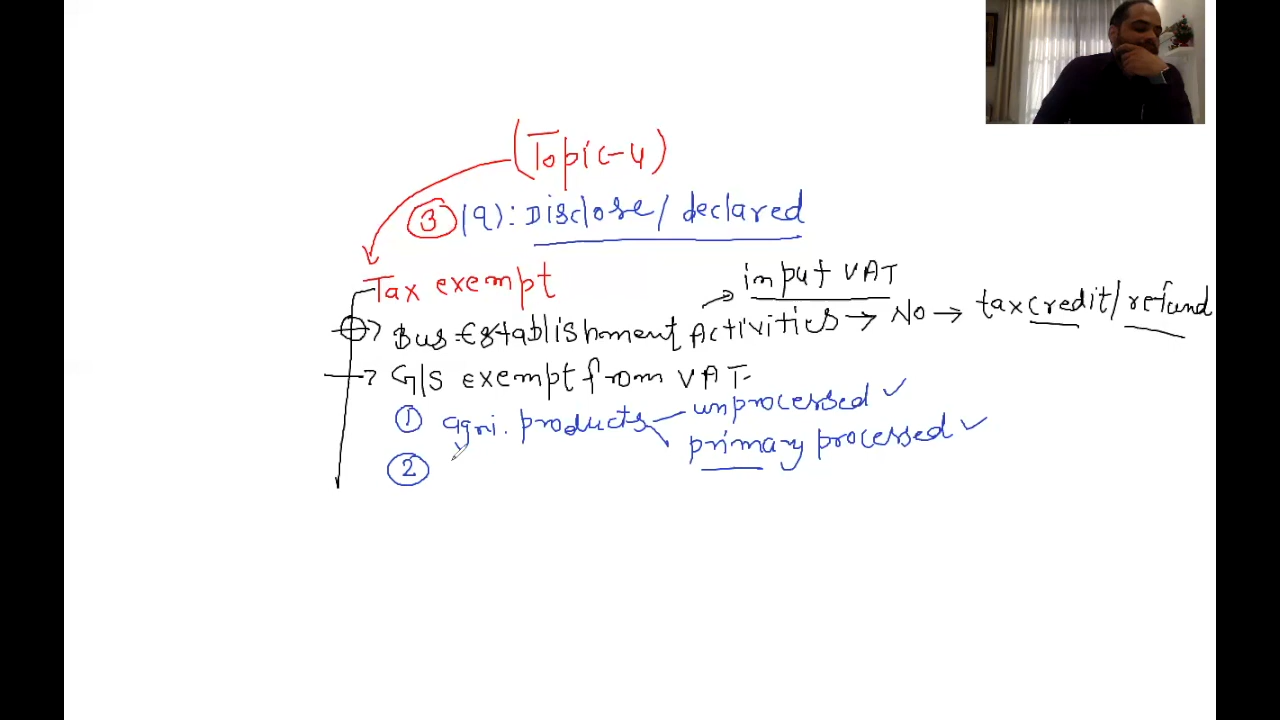 (Topic-4)
3 (9): Disclose/declared
Tax exempt
input VAT
Bus. Establishment Activities → No → tax credit/refund
G/S exempt from VAT
1 agri. products unprocessed ✓
primary processed ✓
2